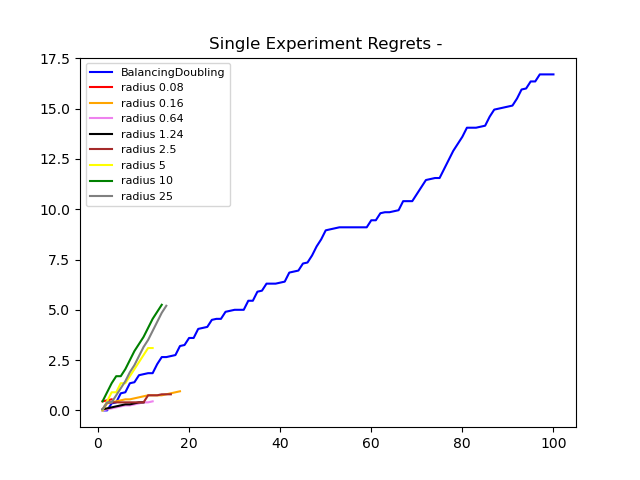 Single Experiment Regrets -
17.5
15.0
12.5
10.0
7.5
5.0
2.5
0.0
BalancingDoubling
radius 0.08
radius 0.16
radius 0.64
radius 1.24
radius 2.5
radius 5
radius 10
radius 25
0 20 40 60 80 100